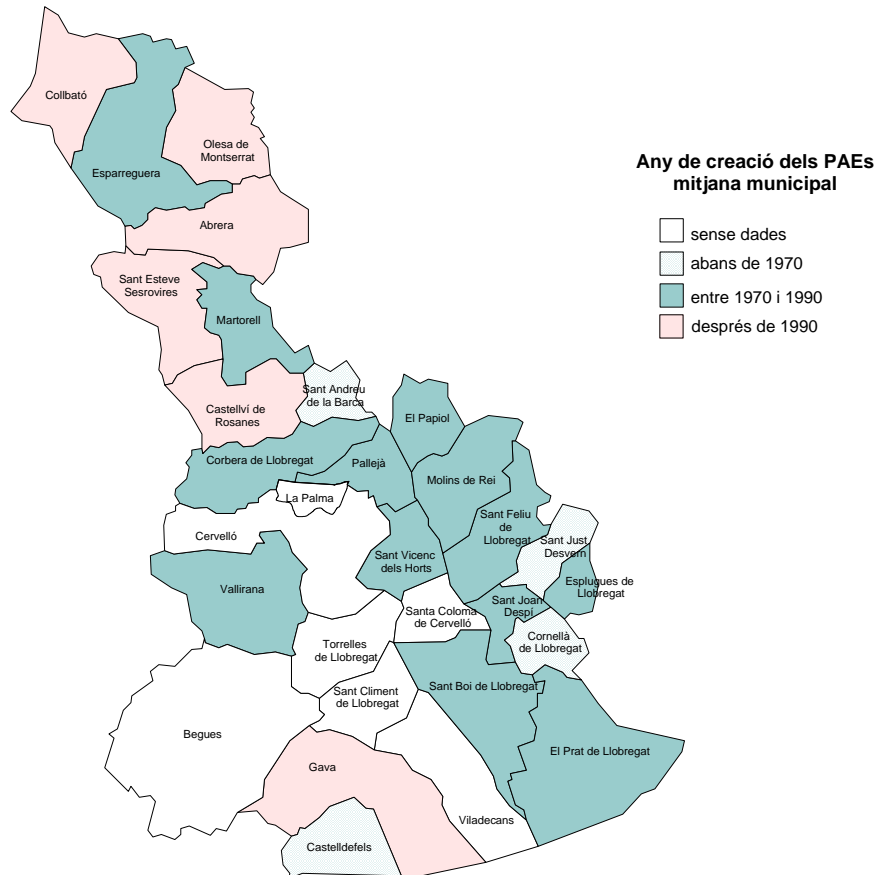 Any de creació dels PAEs
mitjana municipal
sense dades
abans de 1970
entre 1970 i 1990
després de 1990
Collbató
Olesa de
Montserrat
Esparreguera
Abrera
Sant Esteve
Sesrovires
Martorell
Sant Andreu
de la Barca
Castellví de
Rosanes
El Papiol
Corbera de Llobregat
Pallejà
Molins de Rei
La Palma
Sant Feliu
de
Llobregat
Cervelló
Sant Just
Desvern
Sant Vicenc
dels Horts
Esplugues de
Llobregat
Vallirana
Sant Joan
Despí
Santa Coloma
de Cervelló
Cornellà
de Llobregat
Torrelles
de Llobregat
Sant Boi de Llobregat
Sant Climent
de Llobregat
Begues
El Prat de Llobregat
Gava
Viladecans
Castelldefels